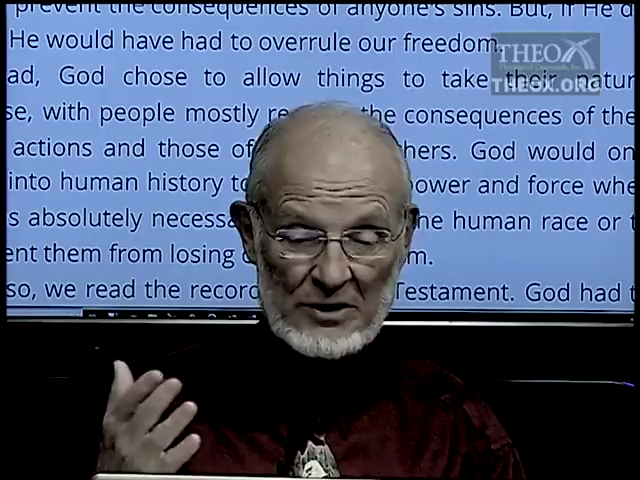 prevent the consequences of anyone's sins. But, if He d
He would have had to overrule our freedom.
ad, God chose to allow things to take their natur
se, with people mostly re the consequences of the
actions and those of hers. God would on
into human history to power and force whe
s absolutely necessa he human race or t
ent them from losing m.
so, we read the record Testament. God had t
THEOX
THEOX.ORG